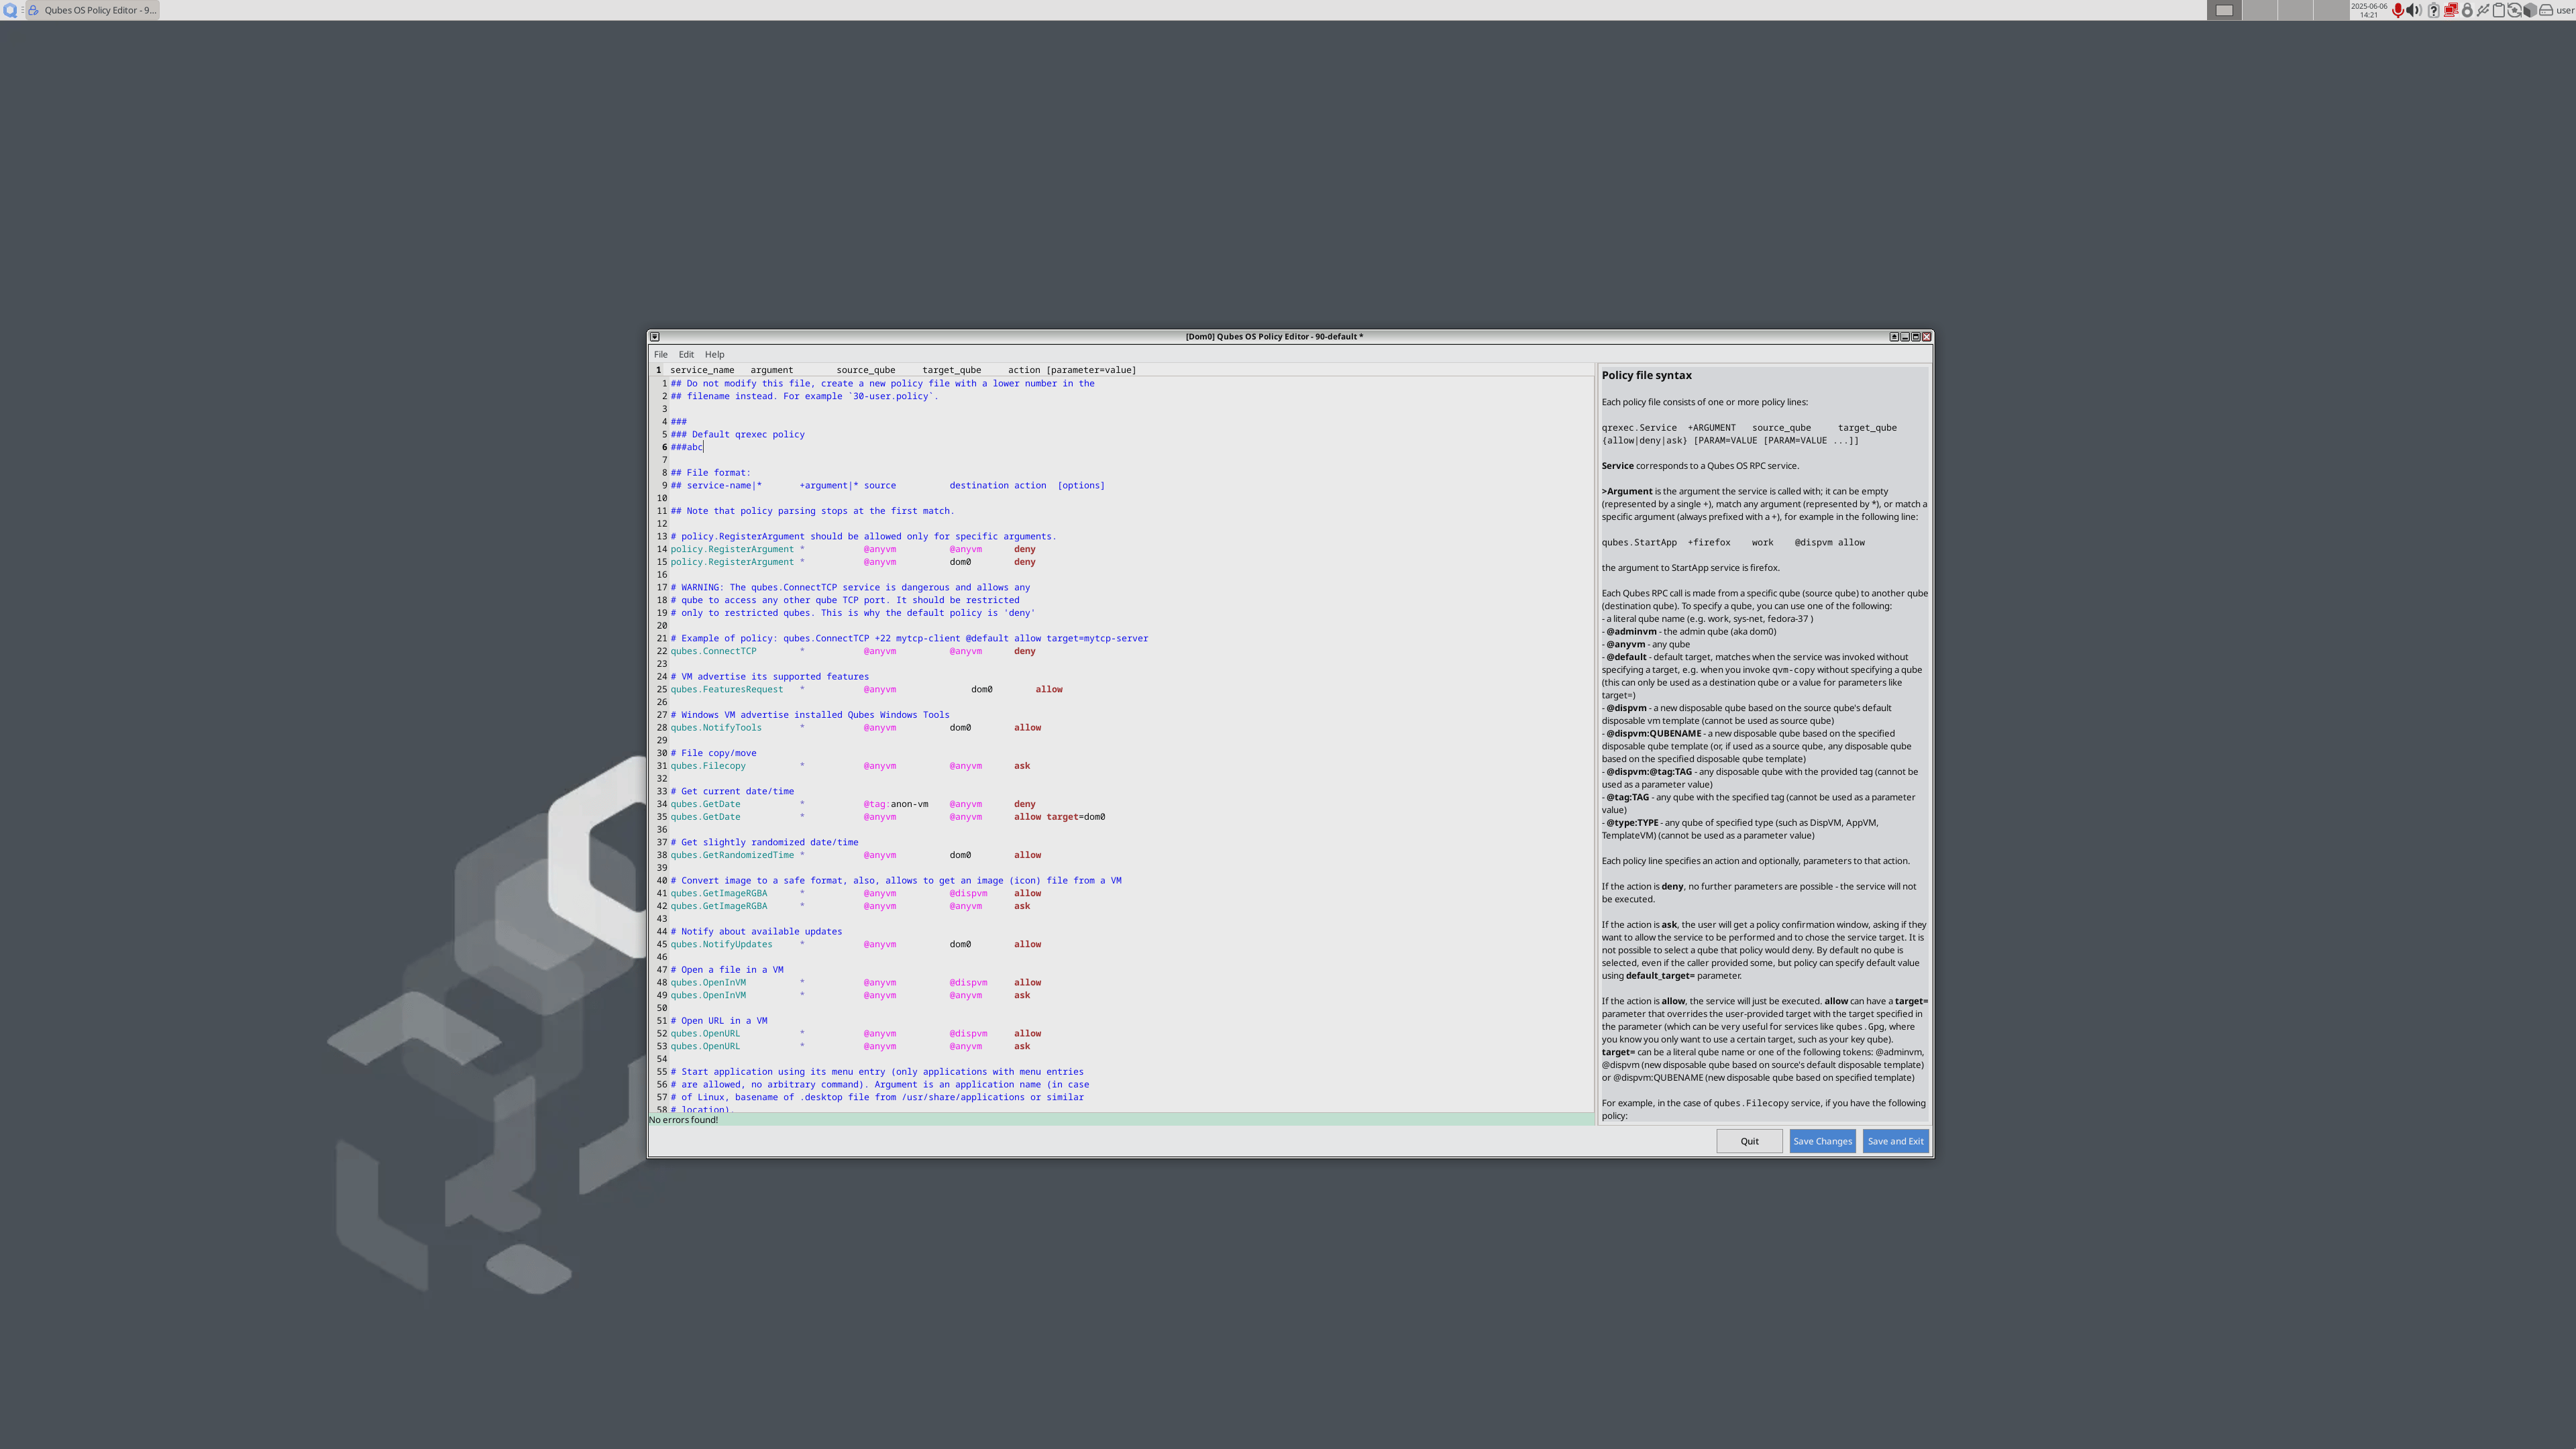 Qubes OS Policy Editor - 9...
2025-06-06
14:21
user
[Dom0] Qubes OS Policy Editor - 90-default *
File Edit Help
1 service_name argument source_qube target_qube action [parameter=value]
1 ## Do not modify this file, create a new policy file with a lower number in the
2 ## filename instead. For example `30-user.policy`.
3
4 ###
5 ### Default qrexec policy
6 ###abc
7
8 ## File format:
9 ## service-name|* +argument|* source destination action [options]
10
11 ## Note that policy parsing stops at the first match.
12
13 # policy.RegisterArgument should be allowed only for specific arguments.
14 policy.RegisterArgument * @anyvm @anyvm deny
15 policy.RegisterArgument * @anyvm dom0 deny
16
17 # WARNING: The qubes.ConnectTCP service is dangerous and allows any
18 # qube to access any other qube TCP port. It should be restricted
19 # only to restricted qubes. This is why the default policy is 'deny'
20
21 # Example of policy: qubes.ConnectTCP +22 mytcp-client @default allow target=mytcp-server
22 qubes.ConnectTCP * @anyvm @anyvm deny
23
24 # VM advertise its supported features
25 qubes.FeaturesRequest * @anyvm dom0 allow
26
27 # Windows VM advertise installed Qubes Windows Tools
28 qubes.NotifyTools * @anyvm dom0 allow
29
30 # File copy/move
31 qubes.Filecopy * @anyvm @anyvm ask
32
33 # Get current date/time
34 qubes.GetDate * @tag:anon-vm @anyvm deny
35 qubes.GetDate * @anyvm @anyvm allow target=dom0
36
37 # Get slightly randomized date/time
38 qubes.GetRandomizedTime * @anyvm dom0 allow
39
40 # Convert image to a safe format, also, allows to get an image (icon) file from a VM
41 qubes.GetImageRGBA * @anyvm @dispvm allow
42 qubes.GetImageRGBA * @anyvm @anyvm ask
43
44 # Notify about available updates
45 qubes.NotifyUpdates * @anyvm dom0 allow
46
47 # Open a file in a VM
48 qubes.OpenInVM * @anyvm @dispvm allow
49 qubes.OpenInVM * @anyvm @anyvm ask
50
51 # Open URL in a VM
52 qubes.OpenURL * @anyvm @dispvm allow
53 qubes.OpenURL * @anyvm @anyvm ask
54
55 # Start application using its menu entry (only applications with menu entries
56 # are allowed, no arbitrary command). Argument is an application name (in case
57 # of Linux, basename of .desktop file from /usr/share/applications or similar
58 # location).
No errors found!
Policy file syntax
Each policy file consists of one or more policy lines:
qrexec.Service +ARGUMENT source_qube target_qube
{allow|deny|ask} [PARAM=VALUE [PARAM=VALUE ...]]
Service corresponds to a Qubes OS RPC service.
>Argument is the argument the service is called with; it can be empty
(represented by a single +), match any argument (represented by *), or match a
specific argument (always prefixed with a +), for example in the following line:
qubes.StartApp +firefox work @dispvm allow
the argument to StartApp service is firefox.
Each Qubes RPC call is made from a specific qube (source qube) to another qube
(destination qube). To specify a qube, you can use one of the following:
- a literal qube name (e.g. work, sys-net, fedora-37 )
- @adminvm - the admin qube (aka dom0)
- @anyvm - any qube
- @default - default target, matches when the service was invoked without
specifying a target, e.g. when you invoke qvm-copy without specifying a qube
(this can only be used as a destination qube or a value for parameters like
target=)
- @dispvm - a new disposable qube based on the source qube's default
disposable vm template (cannot be used as source qube)
- @dispvm:QUBENAME - a new disposable qube based on the specified
disposable qube template (or, if used as a source qube, any disposable qube
based on the specified disposable qube template)
- @dispvm:@tag:TAG - any disposable qube with the provided tag (cannot be
used as a parameter value)
- @tag:TAG - any qube with the specified tag (cannot be used as a parameter
value)
- @type:TYPE - any qube of specified type (such as DispVM, AppVM,
TemplateVM) (cannot be used as a parameter value)
Each policy line specifies an action and optionally, parameters to that action.
If the action is deny, no further parameters are possible - the service will not
be executed.
If the action is ask, the user will get a policy confirmation window, asking if they
want to allow the service to be performed and to chose the service target. It is
not possible to select a qube that policy would deny. By default no qube is
selected, even if the caller provided some, but policy can specify default value
using default_target= parameter.
If the action is allow, the service will just be executed. allow can have a target=
parameter that overrides the user-provided target with the target specified in
the parameter (which can be very useful for services like qubes.Gpg, where
you know you only want to use a certain target, such as your key qube).
target= can be a literal qube name or one of the following tokens: @adminvm,
@dispvm (new disposable qube based on source's default disposable template)
or @dispvm:QUBENAME (new disposable qube based on specified template)
For example, in the case of qubes.Filecopy service, if you have the following
policy:
Quit Save Changes Save and Exit